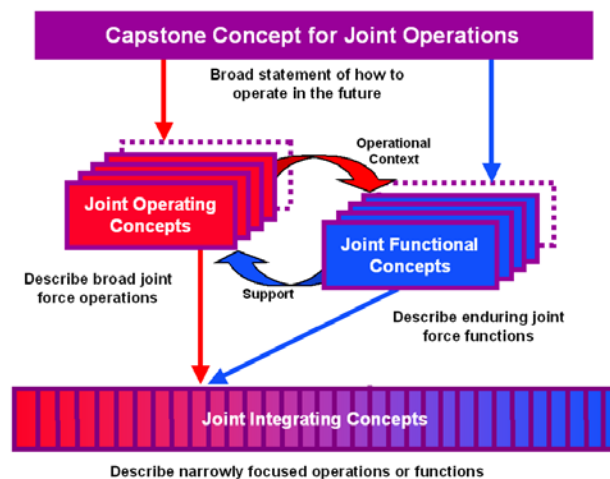 Capstone Concept for Joint Operations
Broad statement of how to
operate in the future
Operational
Context
Joint Operating
Concepts
Joint Functional
Concepts
Describe broad joint
force operations
Support
Describe enduring joint
force functions
Joint Integrating Concepts
Describe narrowly focused operations or functions